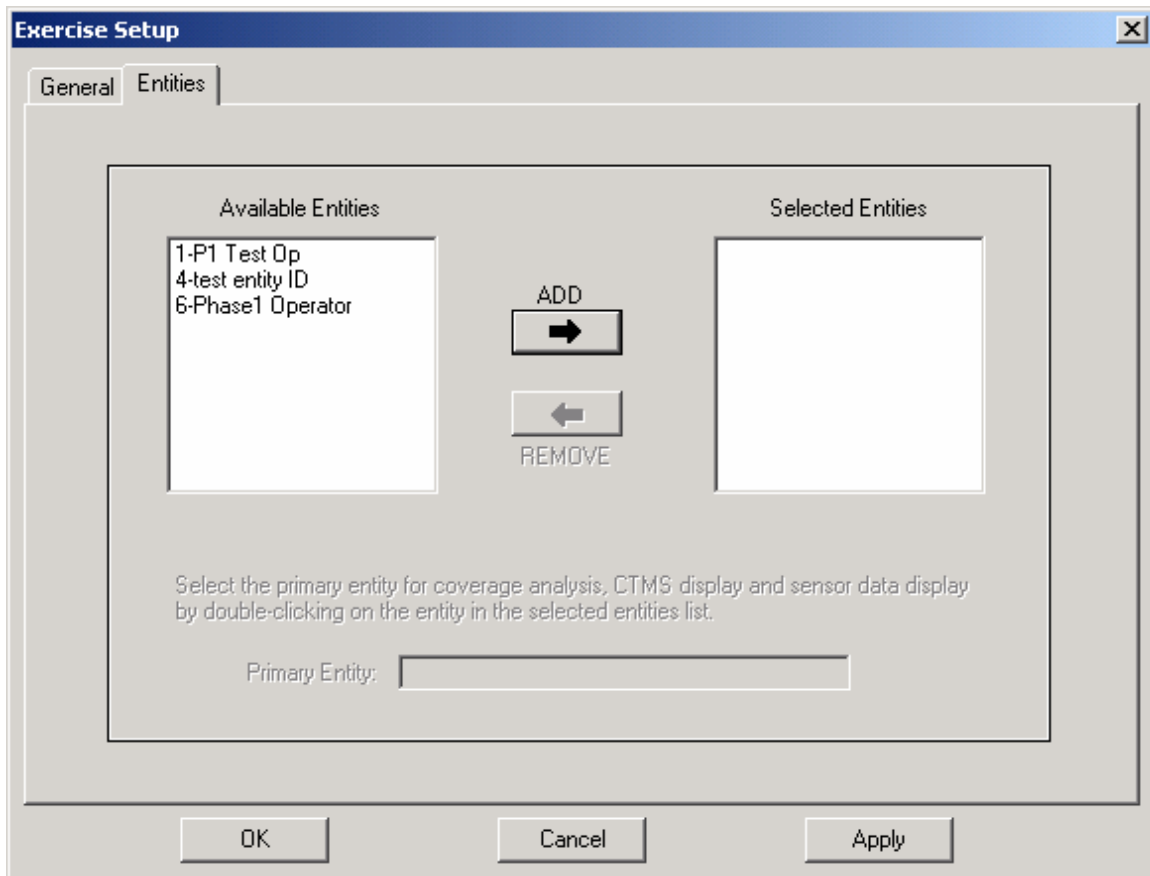 Exercise Setup
General
Entities
Available Entities
Selected Entities
1-P1 Test Op
4-test entity ID
6-Phase1 Operator
ADD
REMOVE
Select the primary entity for coverage analysis, CTMS display and sensor data display
by double-clicking on the entity in the selected entities list.
Primary Entity:
OK
Cancel
Apply